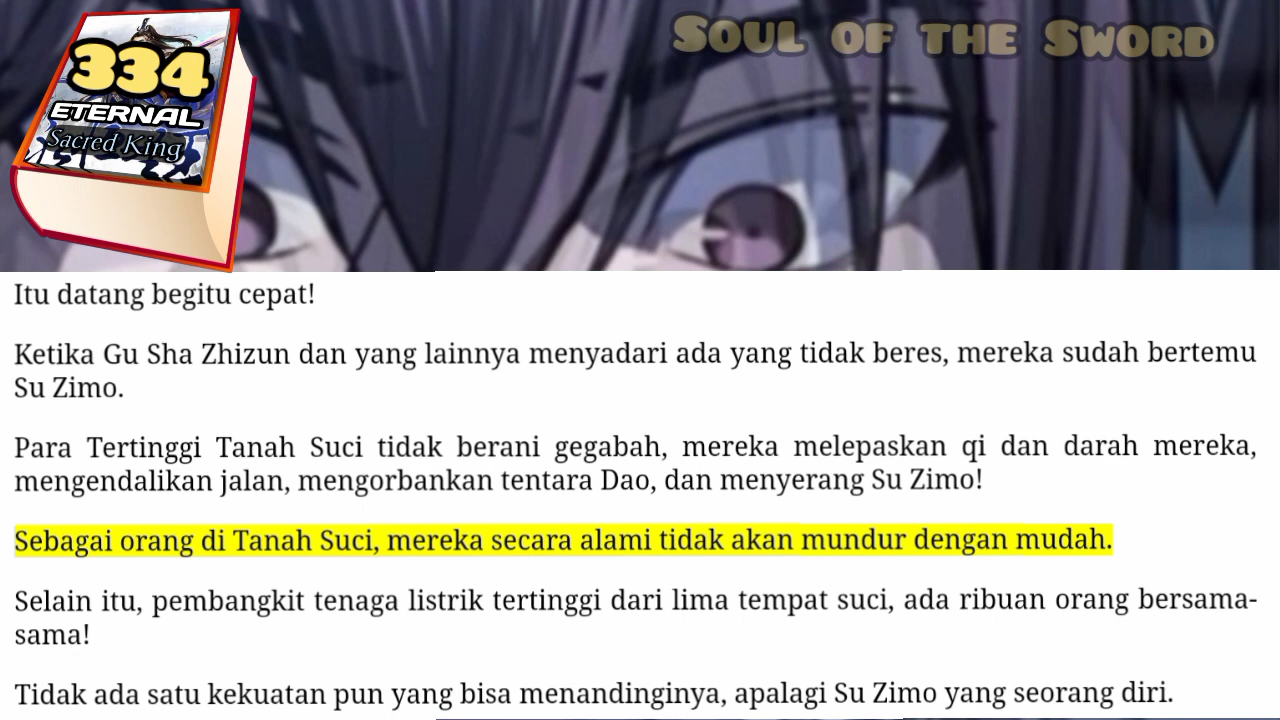 334
ETERNAL
Sacred King
SOUL OF THE SWORD
Itu datang begitu cepat!
Ketika Gu Sha Zhizun dan yang lainnya menyadari ada yang tidak beres, mereka sudah bertemu
Su Zimo.
Para Tertinggi Tanah Suci tidak berani gegabah, mereka melepaskan qi dan darah mereka,
mengendalikan jalan, mengorbankan tentara Dao, dan menyerang Su Zimo!
Sebagai orang di Tanah Suci, mereka secara alami tidak akan mundur dengan mudah.
Selain itu, pembangkit tenaga listrik tertinggi dari lima tempat suci, ada ribuan orang bersama-
sama!
Tidak ada satu kekuatan pun yang bisa menandinginya, apalagi Su Zimo yang seorang diri.